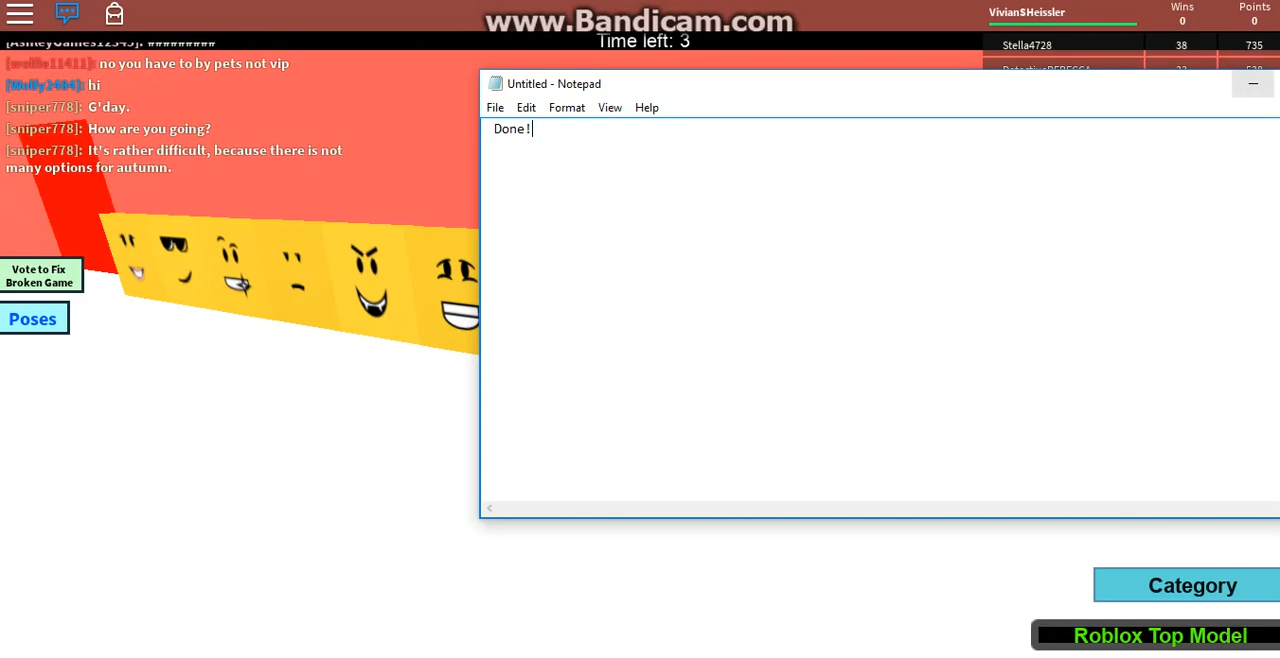 www.Bandicam.com
VivianSHeissler
Wins
0
Points
0
Time left: 3
Stella4728 38 735
[AshleyGames12345]: #########
[wolfie11411]: no you have to by pets not vip
[Wolfy2404]: hi
[sniper778]: G'day.
[sniper778]: How are you going?
[sniper778]: It's rather difficult, because there is not
many options for autumn.
Untitled - Notepad
File Edit Format View Help
Done!
Vote to Fix
Broken Game
Poses
Category
Roblox Top Model